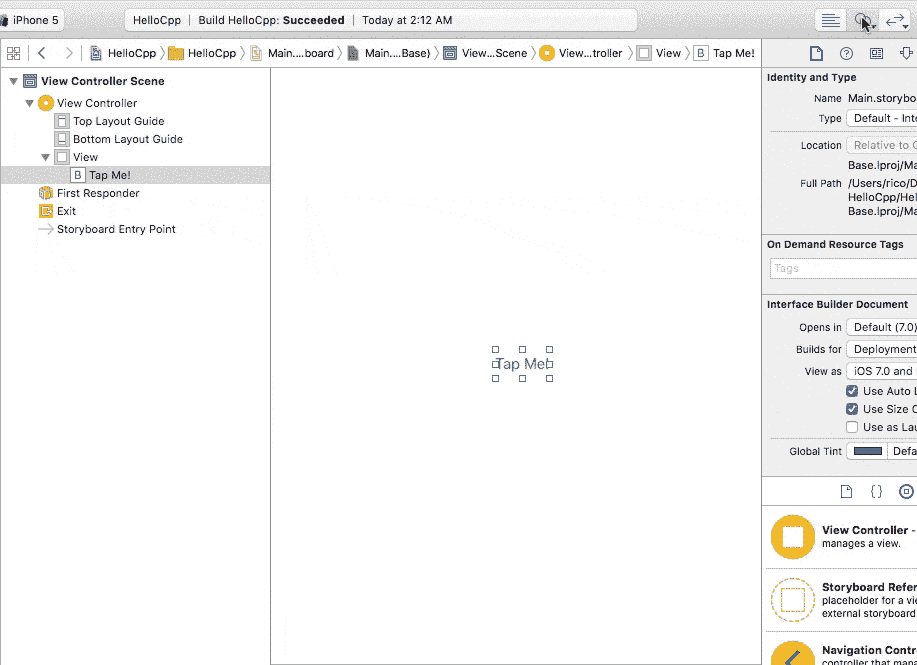 iPhone 5
HelloCpp | Build HelloCpp: Succeeded | Today at 2:12 AM
HelloCpp HelloCpp Main....board Main....Base) View...Scene View...troller View B Tap Me!
View Controller Scene
View Controller
Top Layout Guide
Bottom Layout Guide
View
B Tap Me!
First Responder
Exit
Storyboard Entry Point
Tap Me!
Identity and Type
Name Main.storybo
Type Default - Inte
Location Relative to G
Base.lproj/Ma
Full Path /Users/rico/D
HelloCpp/Hel
Base.lproj/Ma
On Demand Resource Tags
Tags
Interface Builder Document
Opens in Default (7.0)
Builds for Deployment
View as iOS 7.0 and
Use Auto L
Use Size C
Use as Lau
Global Tint Defa
{ }
View Controller -
manages a view.
Storyboard Refer
placeholder for a vie
external storyboard.
Navigation Contr
controller that mana